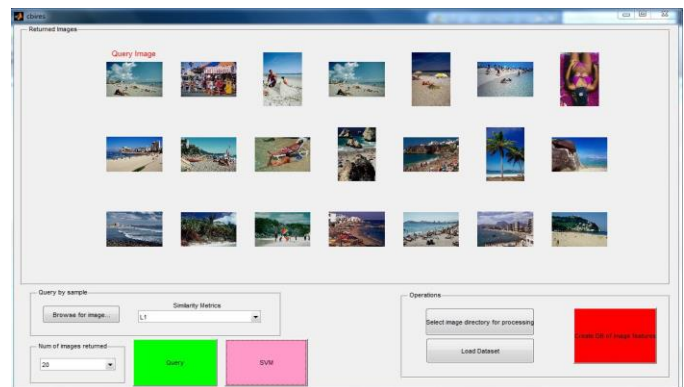 cbires
Returned Images
Query Image
Query by sample
Browse for image...
Similarity Metrics
L1
Num of images returned
20
Query
SVM
Operations
Select image directory for processing
Load Dataset
Create DB of image features